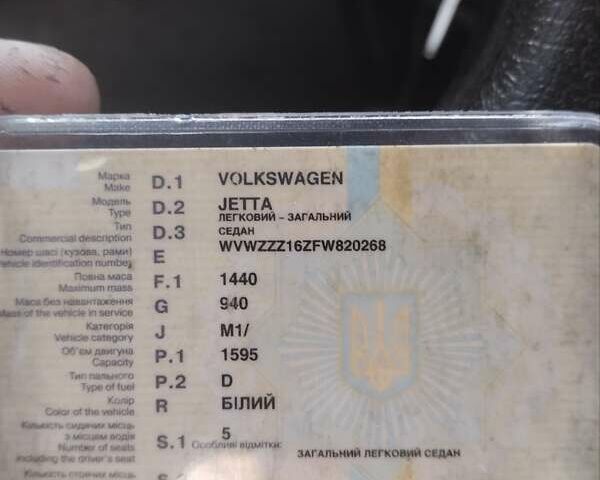 Марка D.1 VOLKSWAGEN
Make
Модель D.2 JETTA
Type ЛЕГКОВИЙ - ЗАГАЛЬНИЙ
Тип D.3 СЕДАН
Commercial description
Номер шасі (кузова, рами) E WVWZZZ16ZFW820268
vehicle identification number
Повна маса F.1 1440
Maximum mass
Маса без навантаження G 940
Mass of the vehicle in service
Категорія J M1/
Vehicle category
Об'єм двигуна P.1 1595
Capacity
Тип пального P.2 D
Type of fuel
Колір R БІЛИЙ
Color of the vehicle
Кількість сидячих місць
з місцем водія S.1 5
Number of seats Особливі відмітки: ЗАГАЛЬНИЙ ЛЕГКОВИЙ СЕДАН
including the driver's seat
Кількість стоячих місць